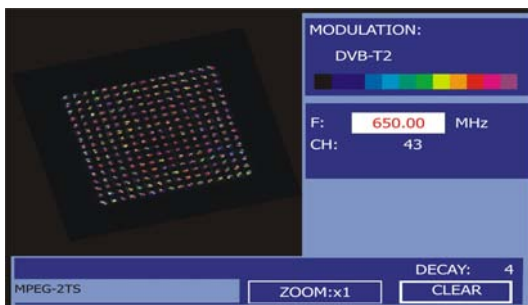 MODULATION:
DVB-T2
F: 650.00 MHz
CH: 43
DECAY: 4
MPEG-2TS
ZOOM:x1 CLEAR